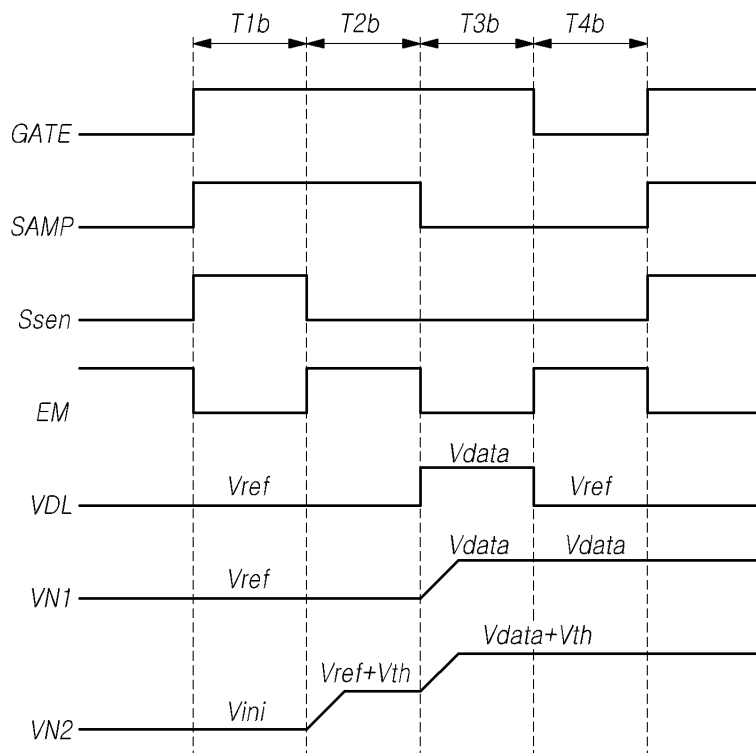 T1b T2b T3b T4b
GATE
SAMP
Ssen
EM
Vdata
VDL Vref Vref
Vdata Vdata
VN1 Vref
Vdata+Vth
Vref+Vth
VN2 Vini